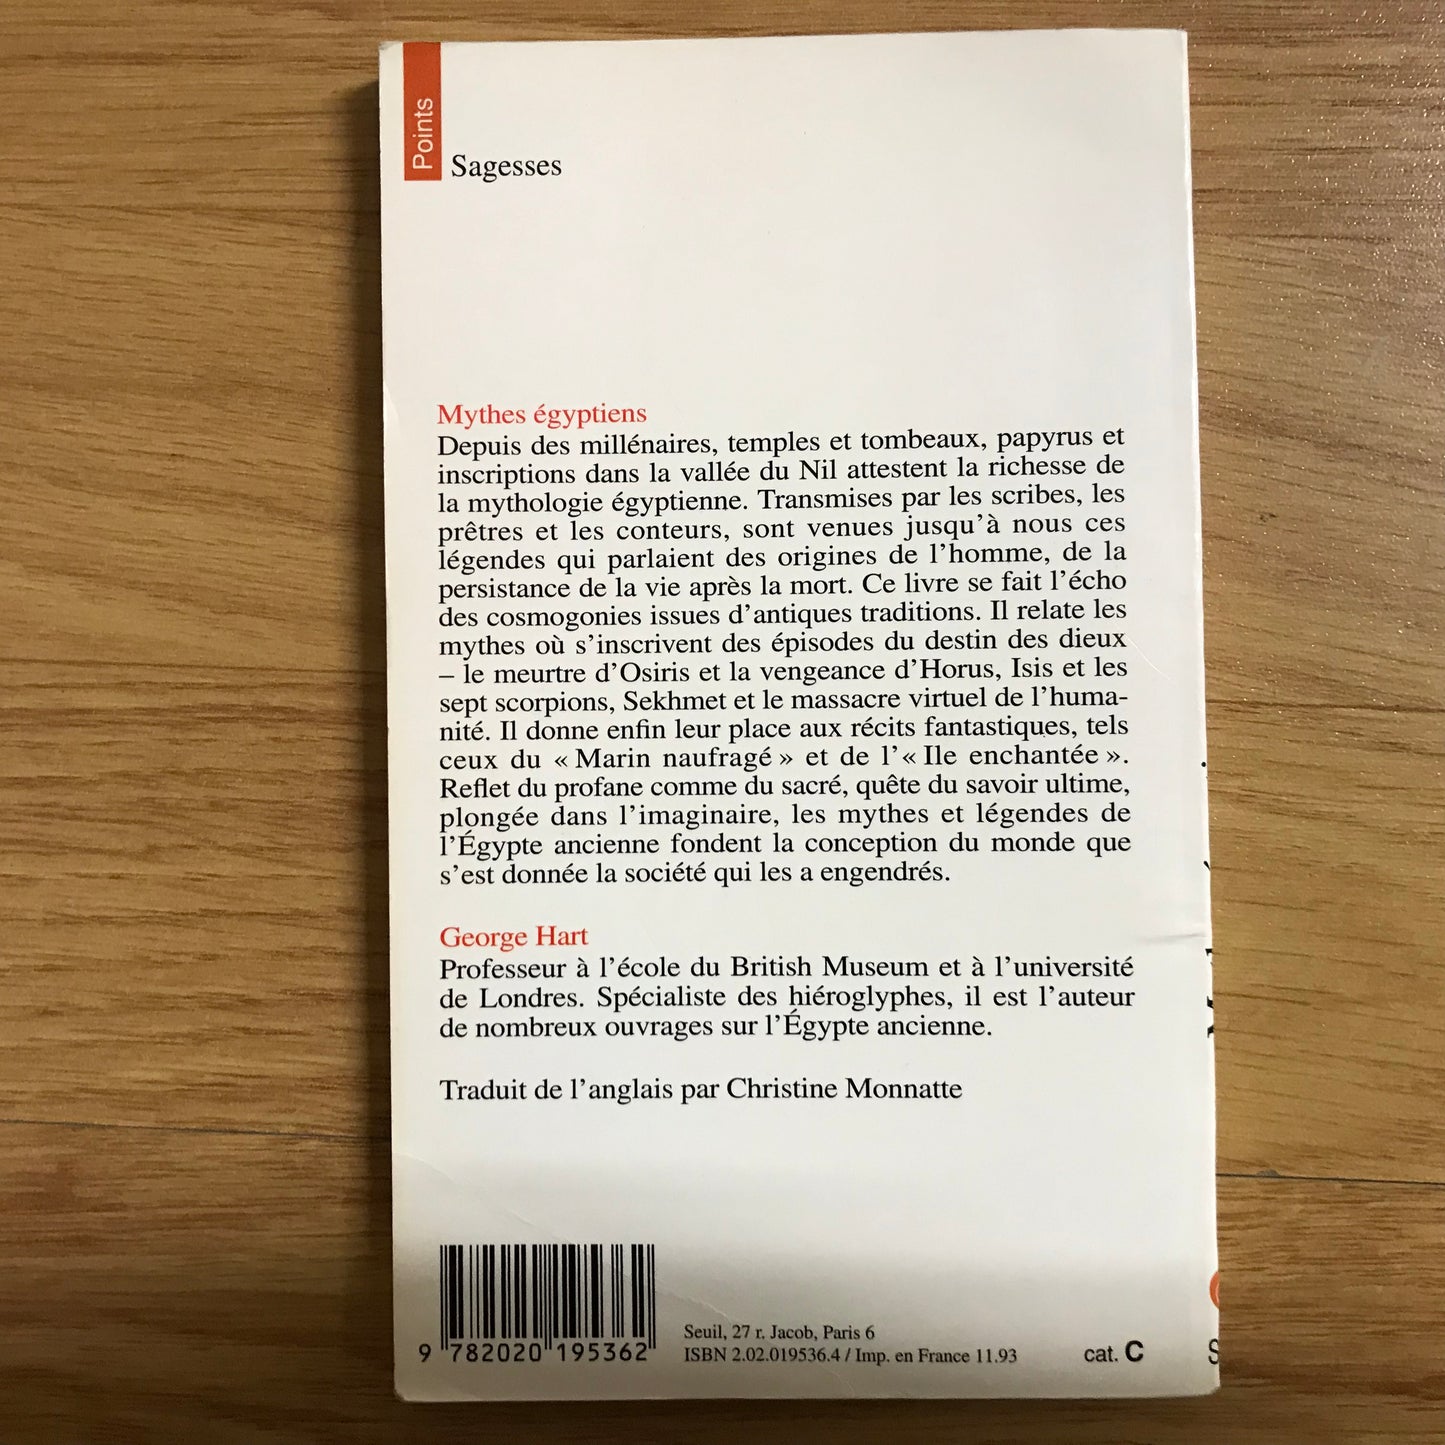 Points
Sagesses
Mythes égyptiens
Depuis des millénaires, temples et tombeaux, papyrus et
inscriptions dans la vallée du Nil attestent la richesse de
la mythologie égyptienne. Transmises par les scribes, les
prêtres et les conteurs, sont venues jusqu'à nous ces
légendes qui parlaient des origines de l'homme, de la
persistance de la vie après la mort. Ce livre se fait l'écho
des cosmogonies issues d'antiques traditions. Il relate les
mythes où s'inscrivent des épisodes du destin des dieux
– le meurtre d'Osiris et la vengeance d'Horus, Isis et les
sept scorpions, Sekhmet et le massacre virtuel de l'huma-
nité. Il donne enfin leur place aux récits fantastiques, tels
ceux du « Marin naufragé » et de l'« Ile enchantée ».
Reflet du profane comme du sacré, quête du savoir ultime,
plongée dans l'imaginaire, les mythes et légendes de
l'Égypte ancienne fondent la conception du monde que
s'est donnée la société qui les a engendrés.
George Hart
Professeur à l'école du British Museum et à l'université
de Londres. Spécialiste des hiéroglyphes, il est l'auteur
de nombreux ouvrages sur l'Égypte ancienne.
Traduit de l'anglais par Christine Monnatte
9 782020 195362
Seuil, 27 r. Jacob, Paris 6
ISBN 2.02.019536.4 / Imp. en France 11.93
cat. C